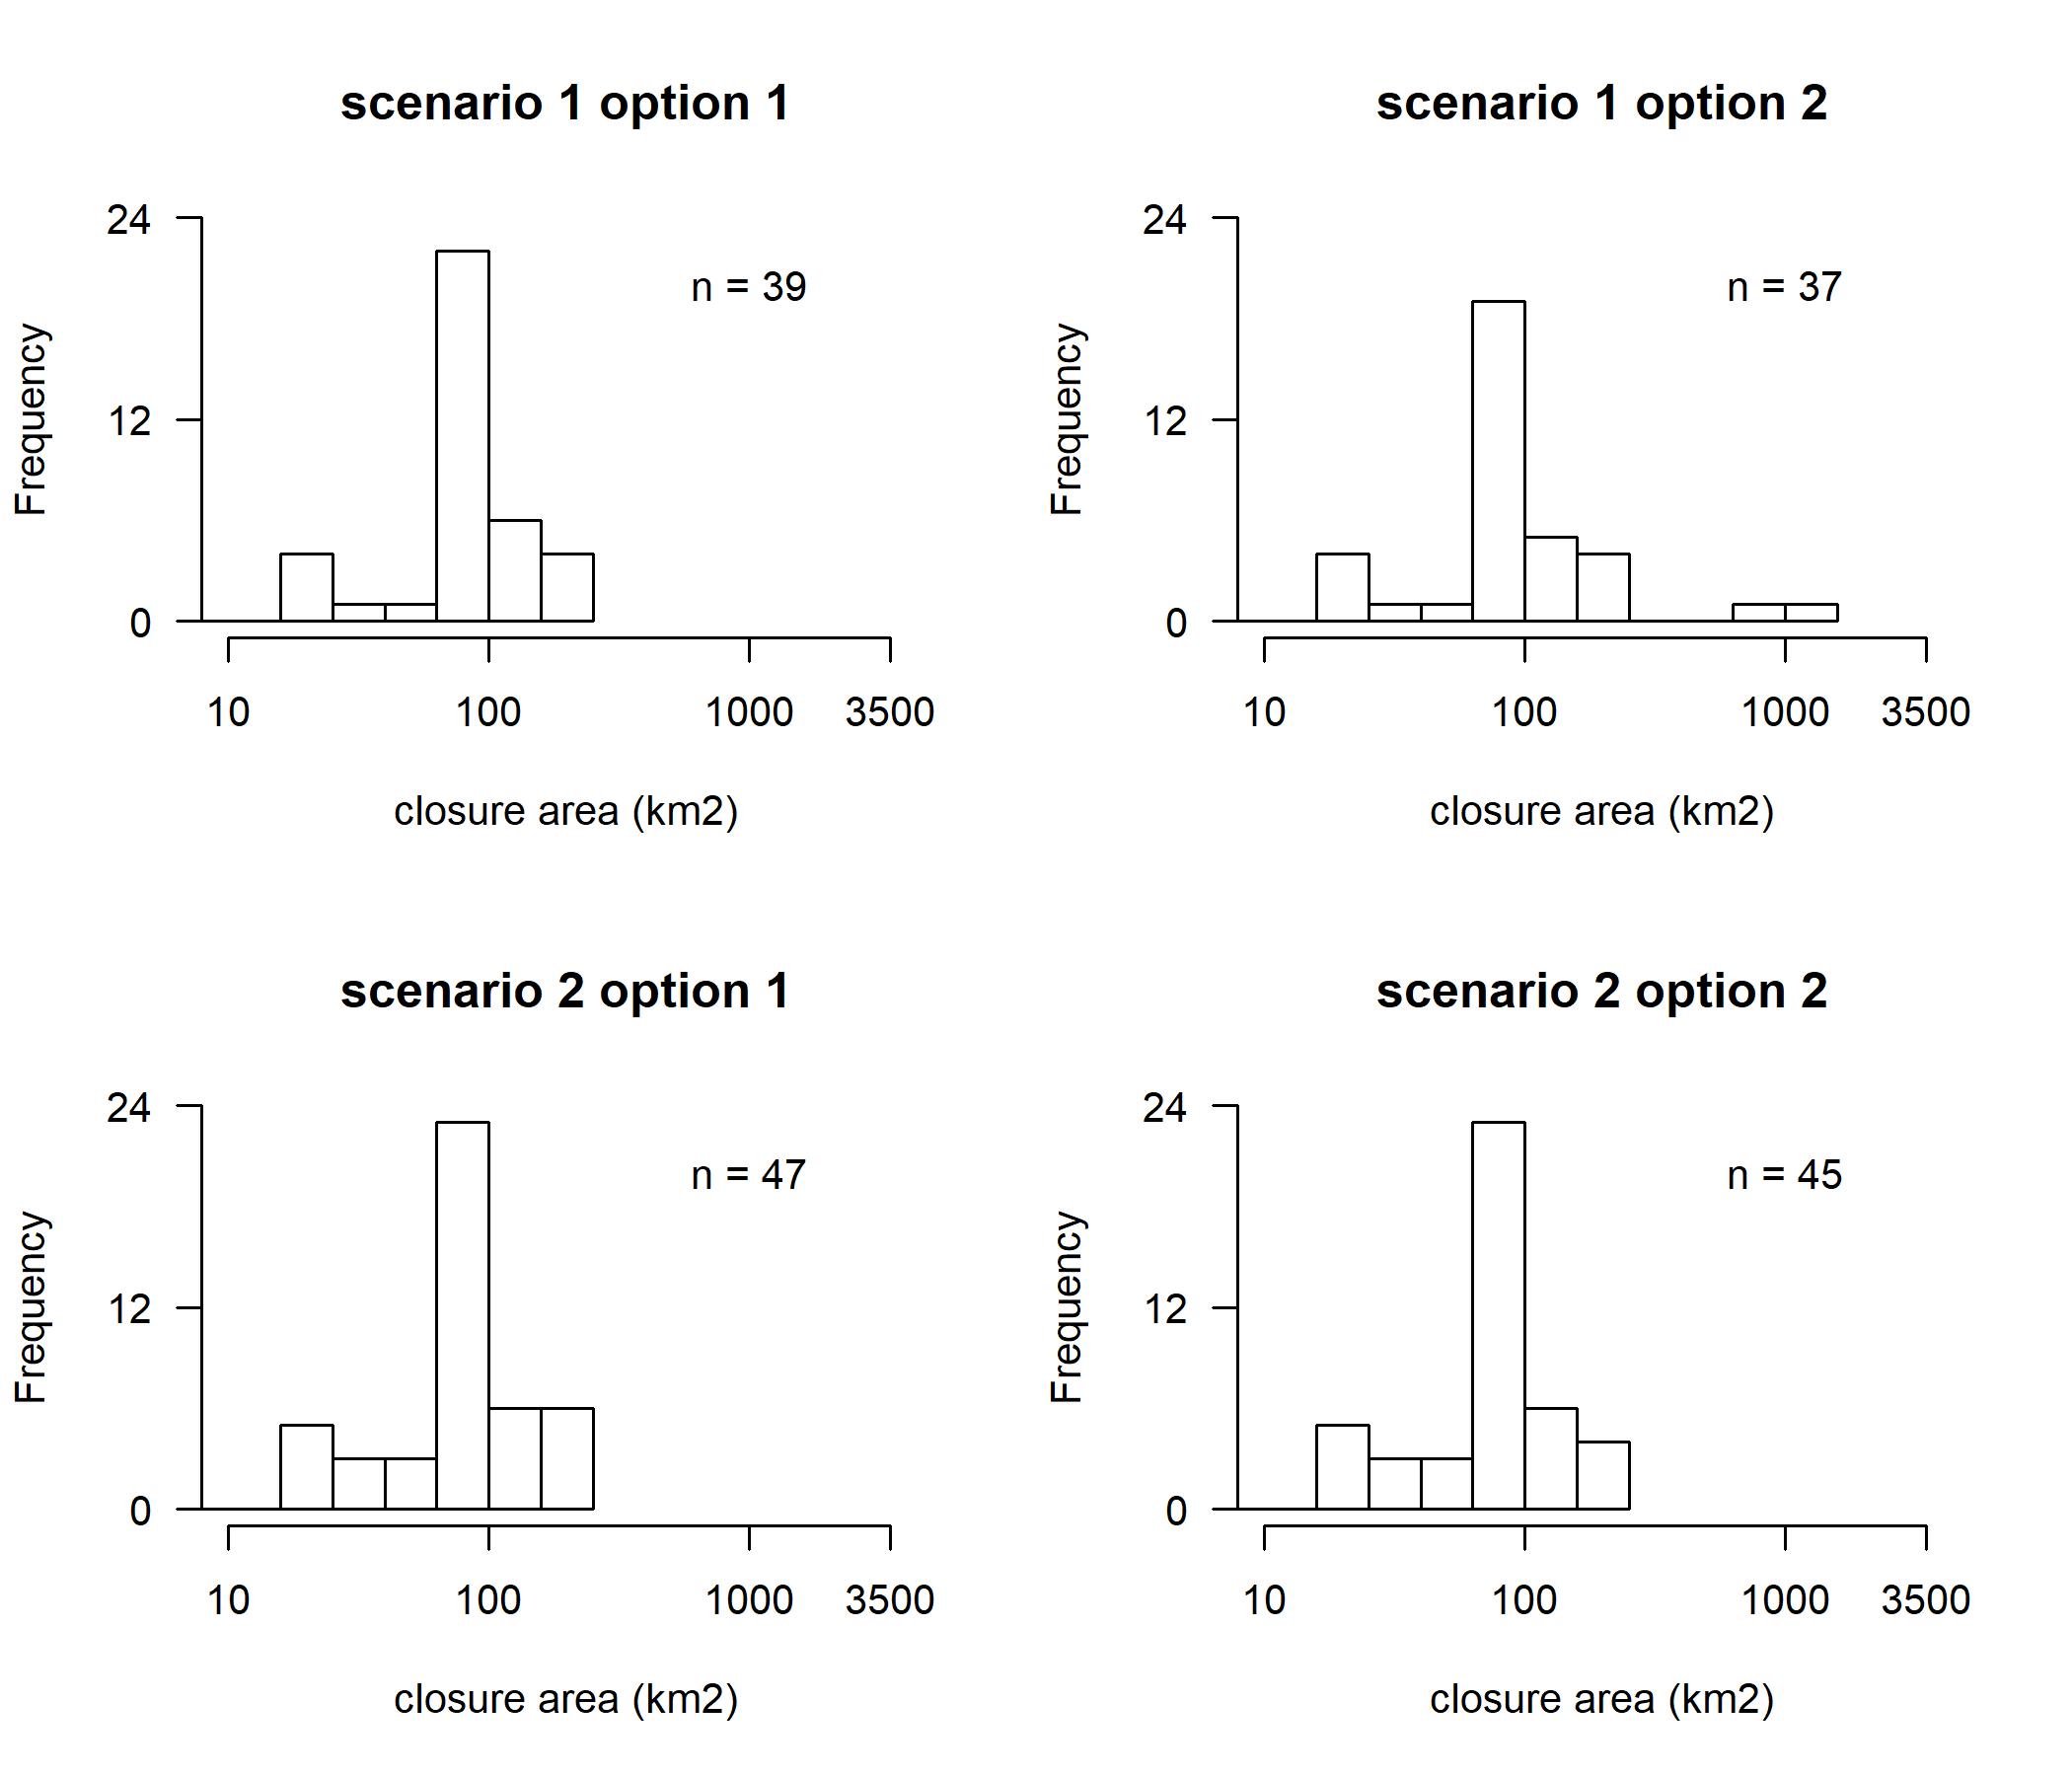 scenario 1 option 1
24
12
0
Frequency
n = 39
10 100 1000 3500
closure area (km2)
scenario 1 option 2
24
12
0
Frequency
n = 37
10 100 1000 3500
closure area (km2)
scenario 2 option 1
24
12
0
Frequency
n = 47
10 100 1000 3500
closure area (km2)
scenario 2 option 2
24
12
0
Frequency
n = 45
10 100 1000 3500
closure area (km2)